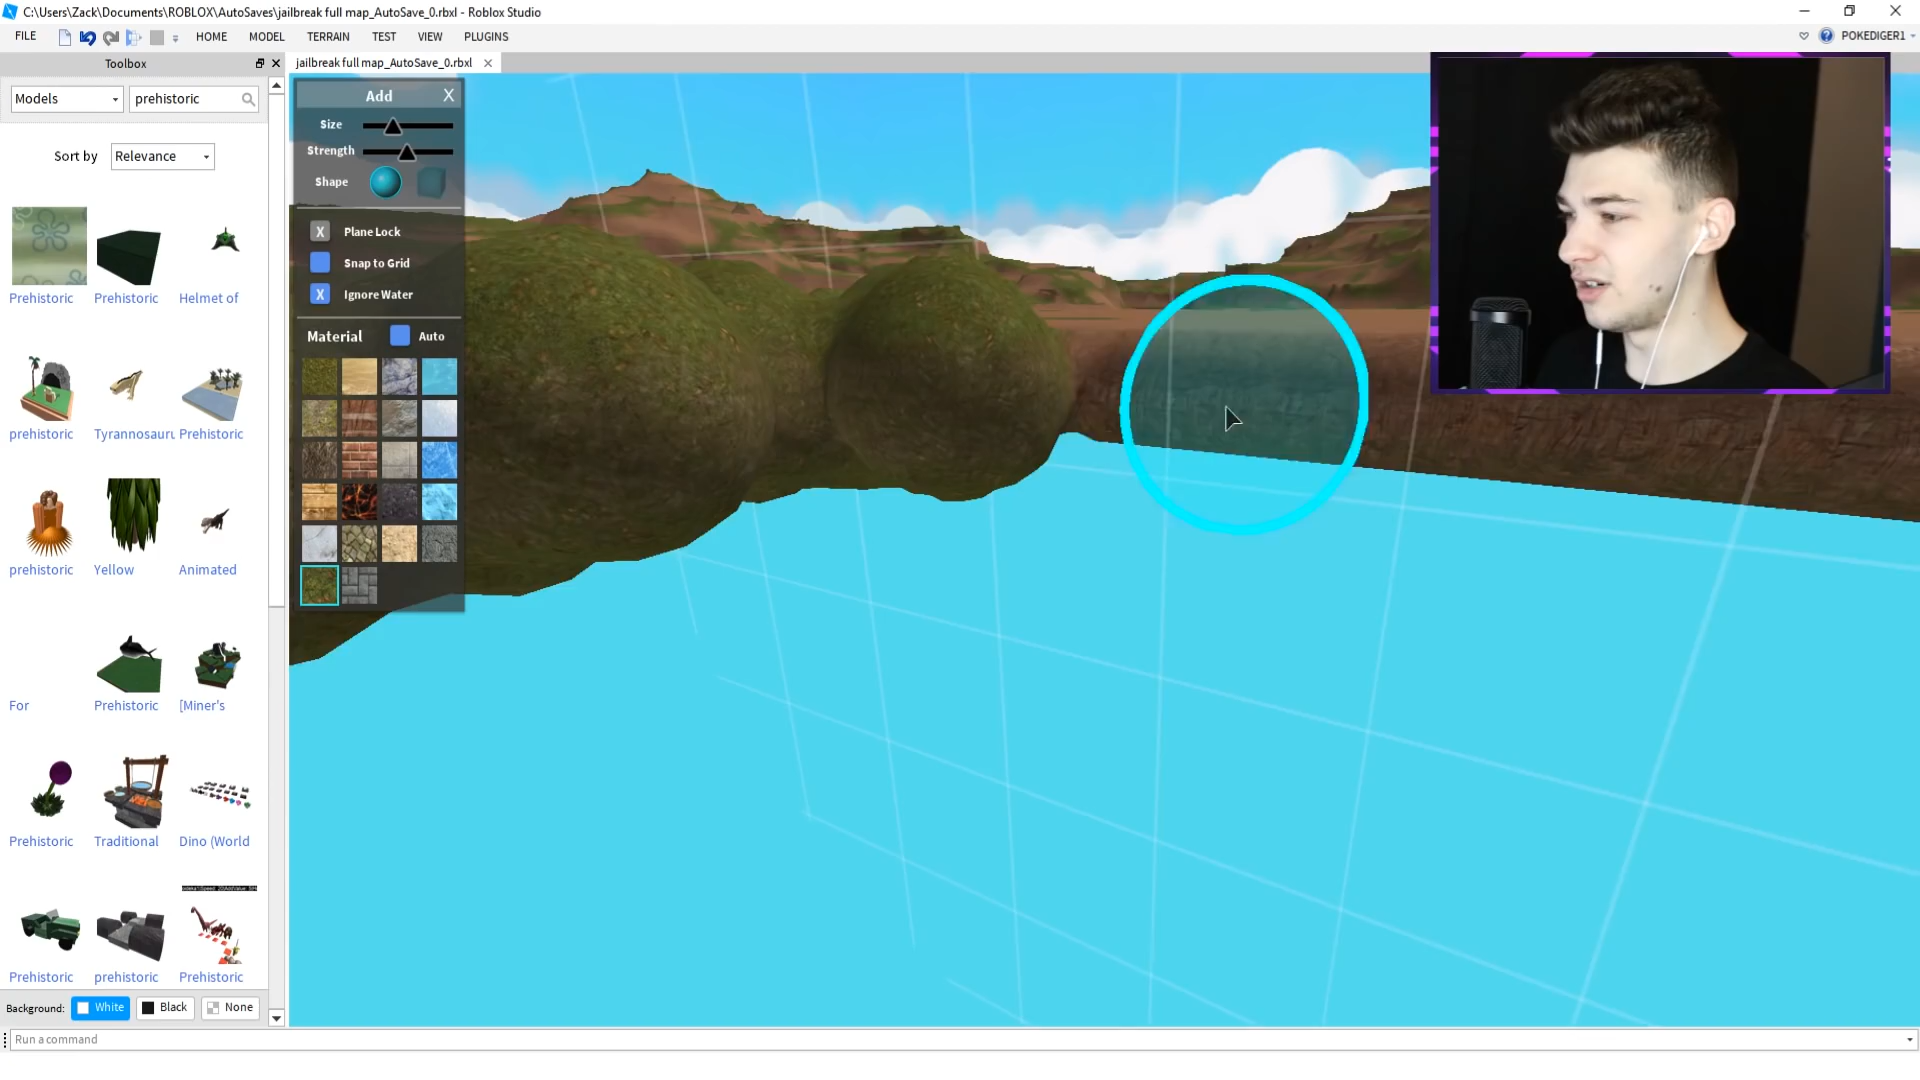 C:\Users\Zack\Documents\ROBLOX\AutoSaves\jailbreak full map_AutoSave_0.rbxl - Roblox Studio
FILE HOME MODEL TERRAIN TEST VIEW PLUGINS POKEDIGER1
Toolbox
jailbreak full map_AutoSave_0.rbxl
Models prehistoric
Sort by Relevance
Prehistoric Prehistoric Helmet of
prehistoric Tyrannosauru Prehistoric
prehistoric Yellow Animated
For Prehistoric [Miner's
Prehistoric Traditional Dino (World
Prehistoric prehistoric Prehistoric
Background: White Black None
Run a command
Add X
Size
Strength
Shape
X Plane Lock
Snap to Grid
X Ignore Water
Material Auto